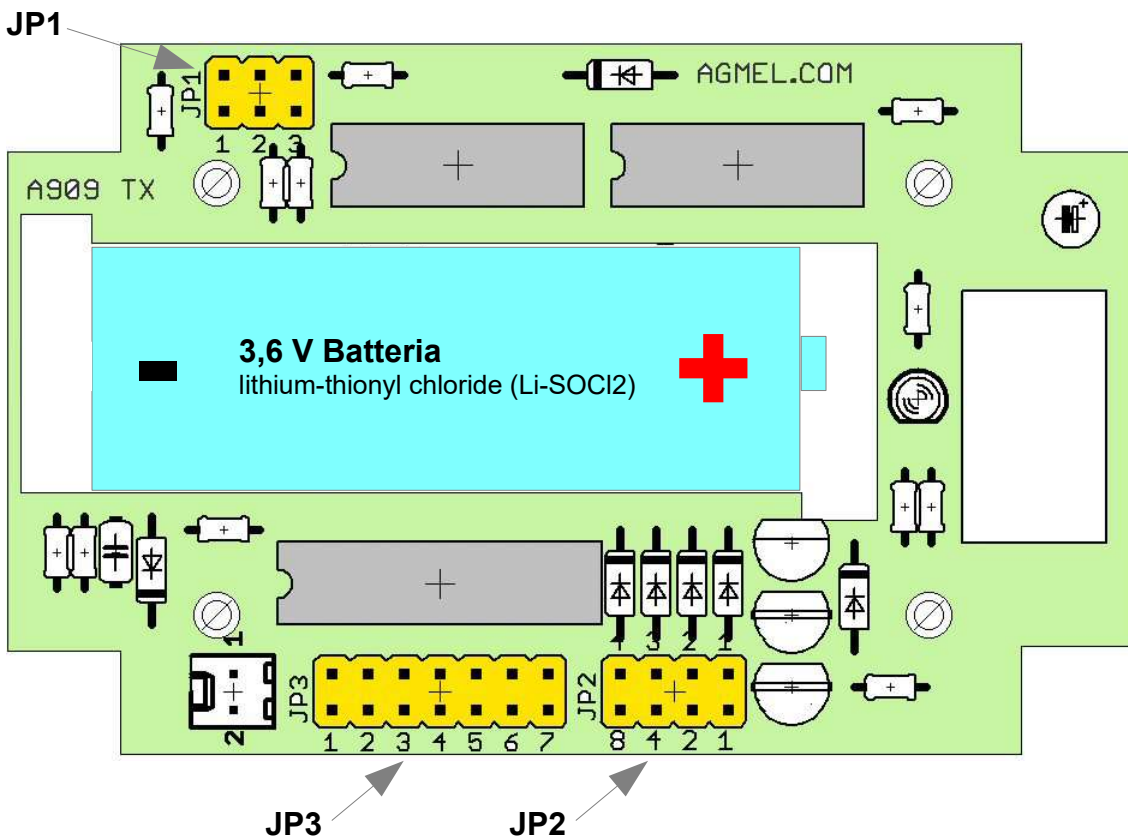 JP1
JP1
AGMEL.COM
1 2 3
A909 TX
3,6 V Batteria
lithium-thionyl chloride (Li-SOCl2)
1
4 3 2 1
JP3
JP2
2
1 2 3 4 5 6 7
8 4 2 1
JP3
JP2